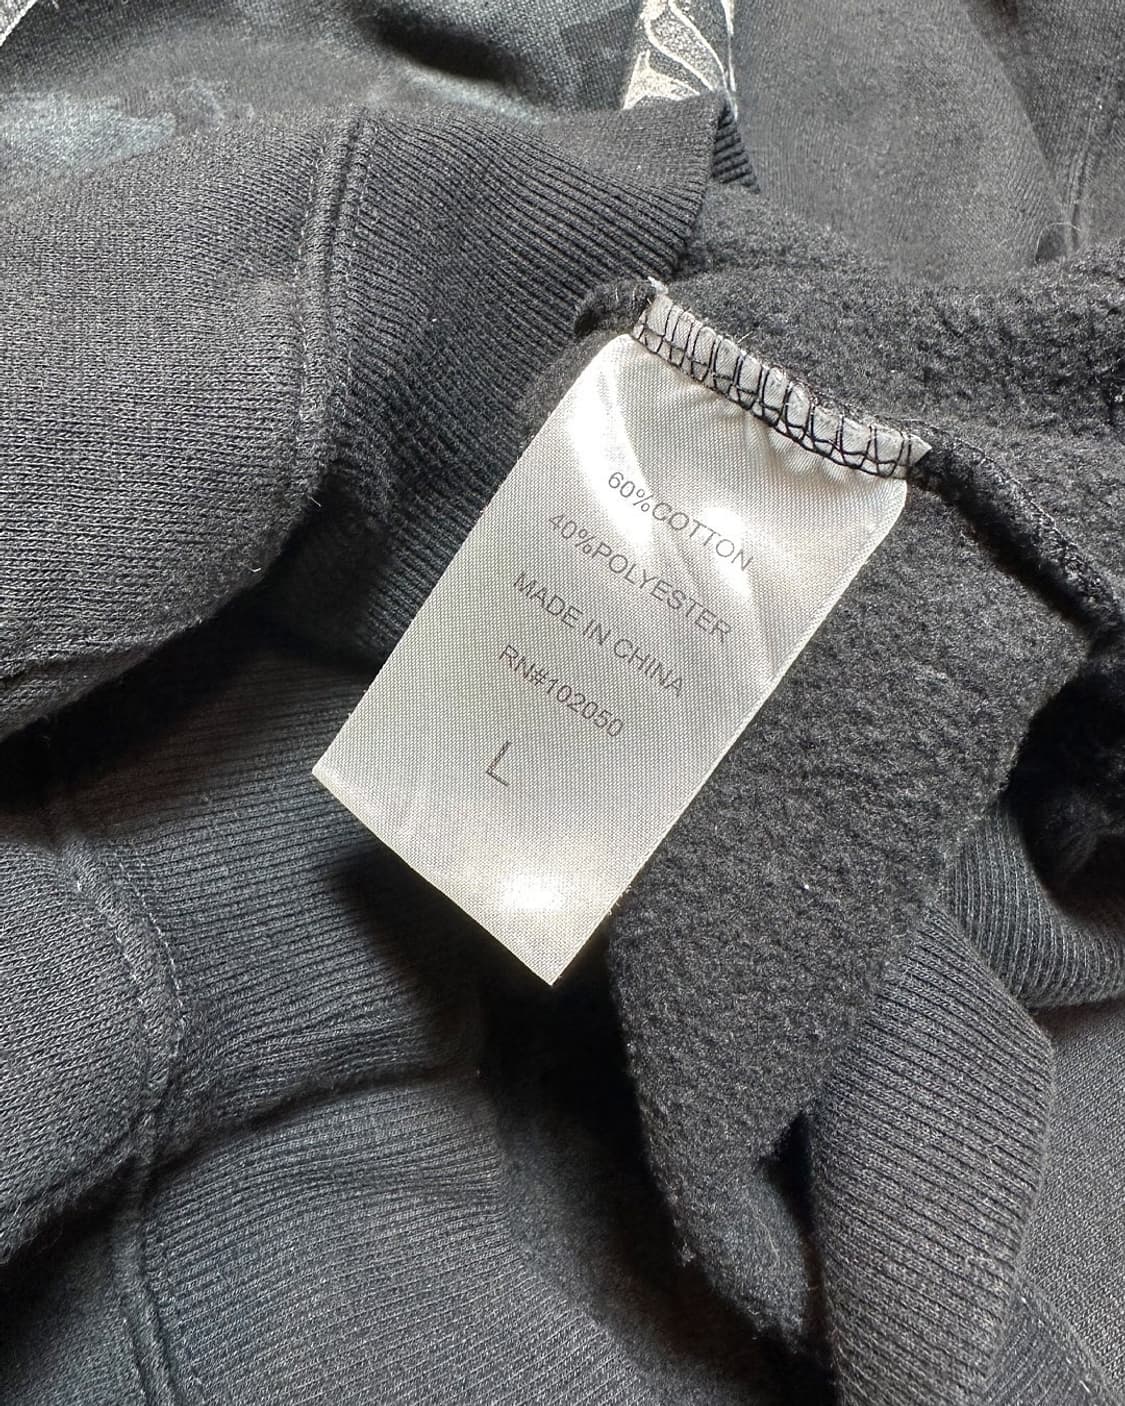 60%COTTON
40%POLYESTER
MADE IN CHINA
RN#102050
L